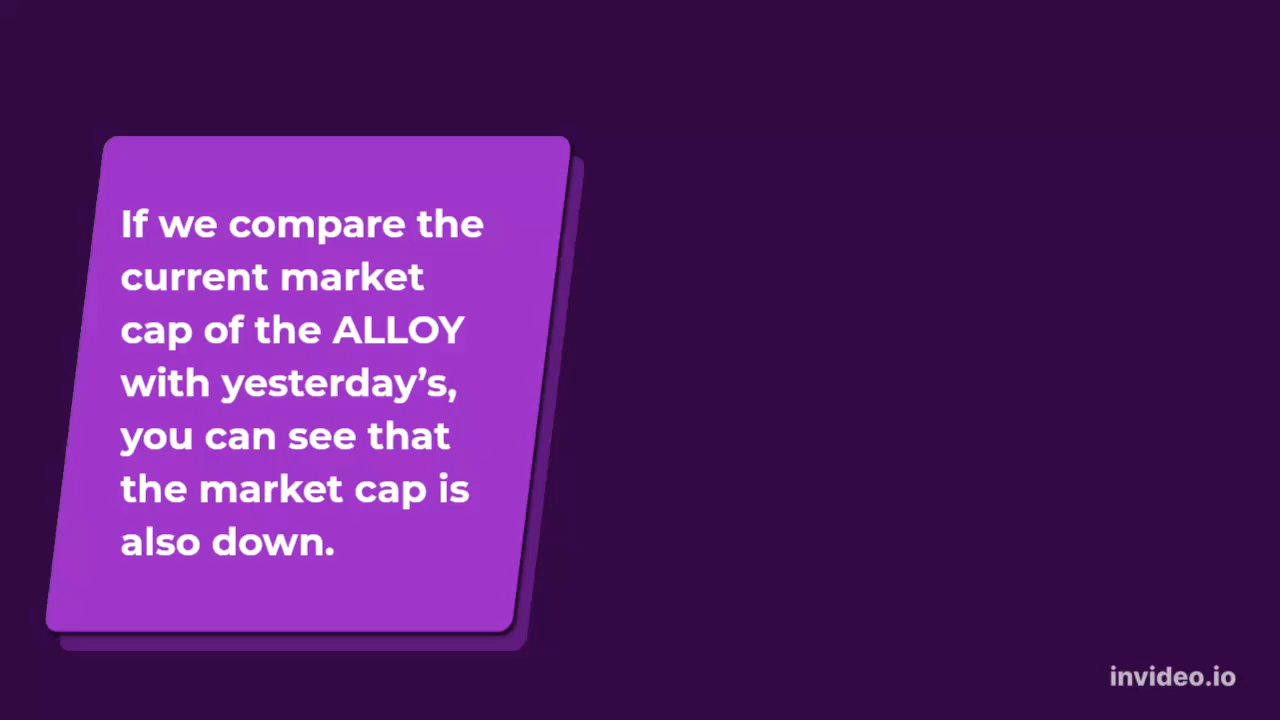 If we compare the
current market
cap of the ALLOY
with yesterday’s,
you can see that
the market cap is
also down.
invideo.io